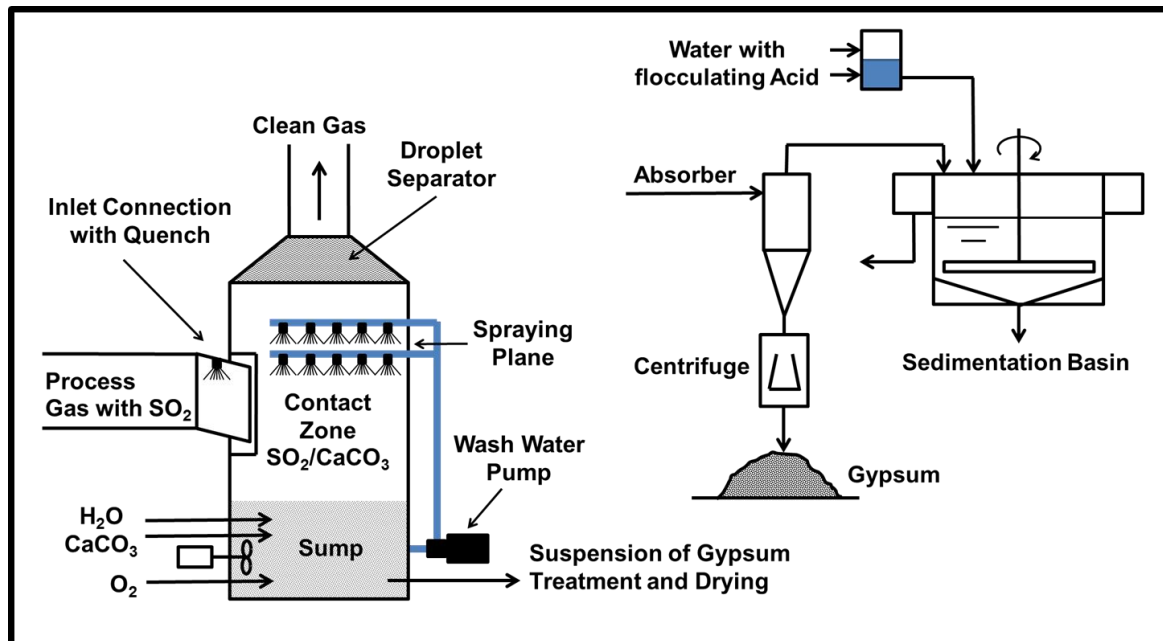 Clean Gas
Droplet
Separator
Inlet Connection
with Quench
Spraying
Plane
Process
Gas with SO₂
Contact
Zone
SO₂/CaCO₃
Wash Water
Pump
H₂O
CaCO₃
O₂
Sump
Suspension of Gypsum
Treatment and Drying
Water with
flocculating Acid
Absorber
Centrifuge
Sedimentation Basin
Gypsum